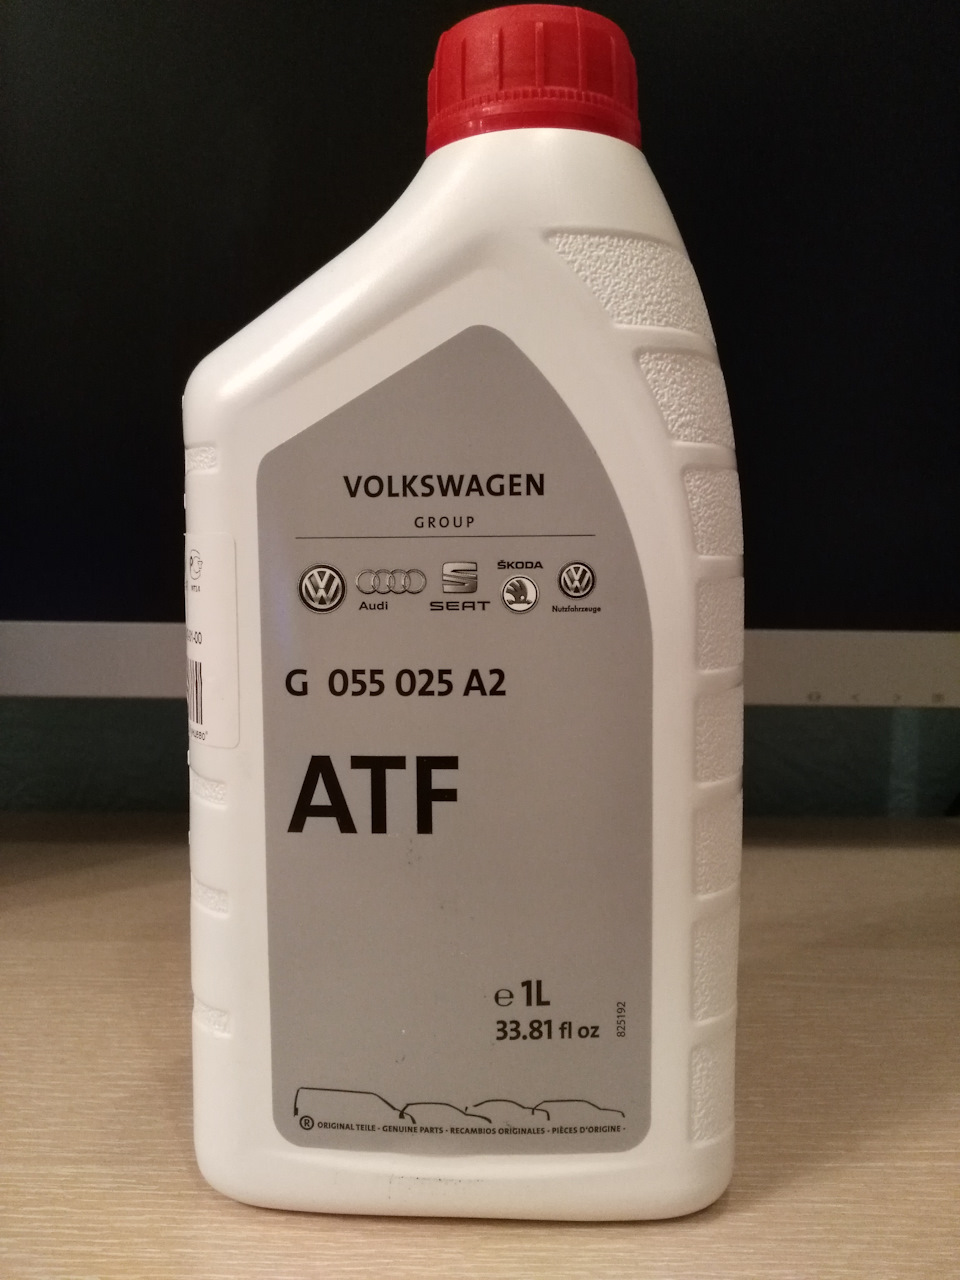 VOLKSWAGEN
GROUP
Audi
SEAT
ŠKODA
Nutzfahrzeuge
G 055 025 A2
ATF
℮ 1L
33.81 fl oz
825192
® ORIGINAL TEILE - GENUINE PARTS - RECAMBIOS ORIGINALES - PIÈCES D'ORIGINE -